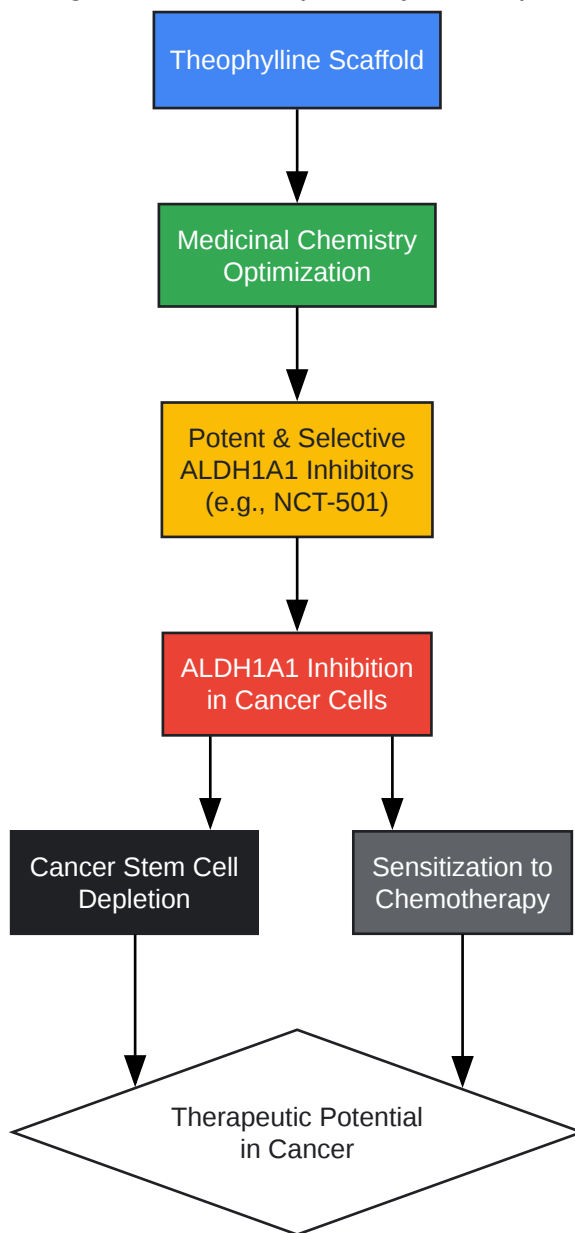 Theophylline Scaffold
Medicinal Chemistry
Optimization
Potent & Selective
ALDH1A1 Inhibitors
(e.g., NCT-501)
ALDH1A1 Inhibition
in Cancer Cells
Cancer Stem Cell
Depletion
Sensitization to
Chemotherapy
Therapeutic Potential
in Cancer